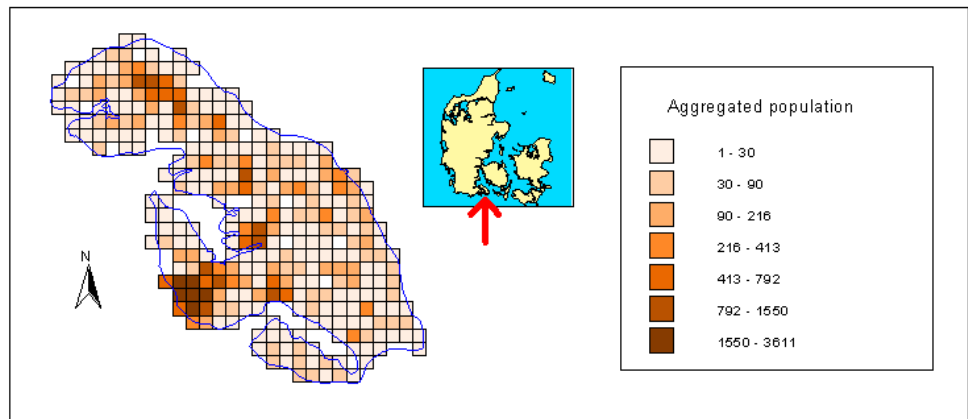 Aggregated population
1 - 30
30 - 90
90 - 216
216 - 413
413 - 792
792 - 1550
1550 - 3611
N